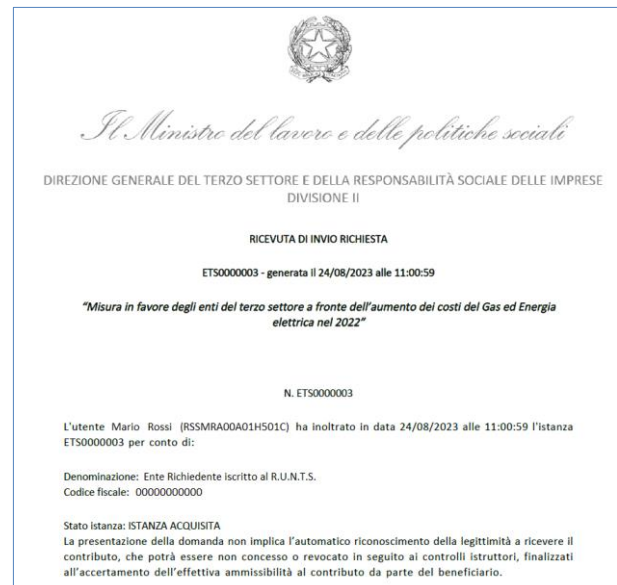 Il Ministro del lavoro e delle politiche sociali
DIREZIONE GENERALE DEL TERZO SETTORE E DELLA RESPONSABILITÀ SOCIALE DELLE IMPRESE
DIVISIONE II
RICEVUTA DI INVIO RICHIESTA
ETS0000003 - generata il 24/08/2023 alle 11:00:59
“Misura in favore degli enti del terzo settore a fronte dell’aumento dei costi del Gas ed Energia
elettrica nel 2022”
N. ETS0000003
L'utente Mario Rossi (RSSMRA00A01H501C) ha inoltrato in data 24/08/2023 alle 11:00:59 l'istanza
ETS0000003 per conto di:
Denominazione: Ente Richiedente iscritto al R.U.N.T.S.
Codice fiscale: 00000000000
Stato istanza: ISTANZA ACQUISITA
La presentazione della domanda non implica l’automatico riconoscimento della legittimità a ricevere il
contributo, che potrà essere non concesso o revocato in seguito ai controlli istruttori, finalizzati
all’accertamento dell’effettiva ammissibilità al contributo da parte del beneficiario.